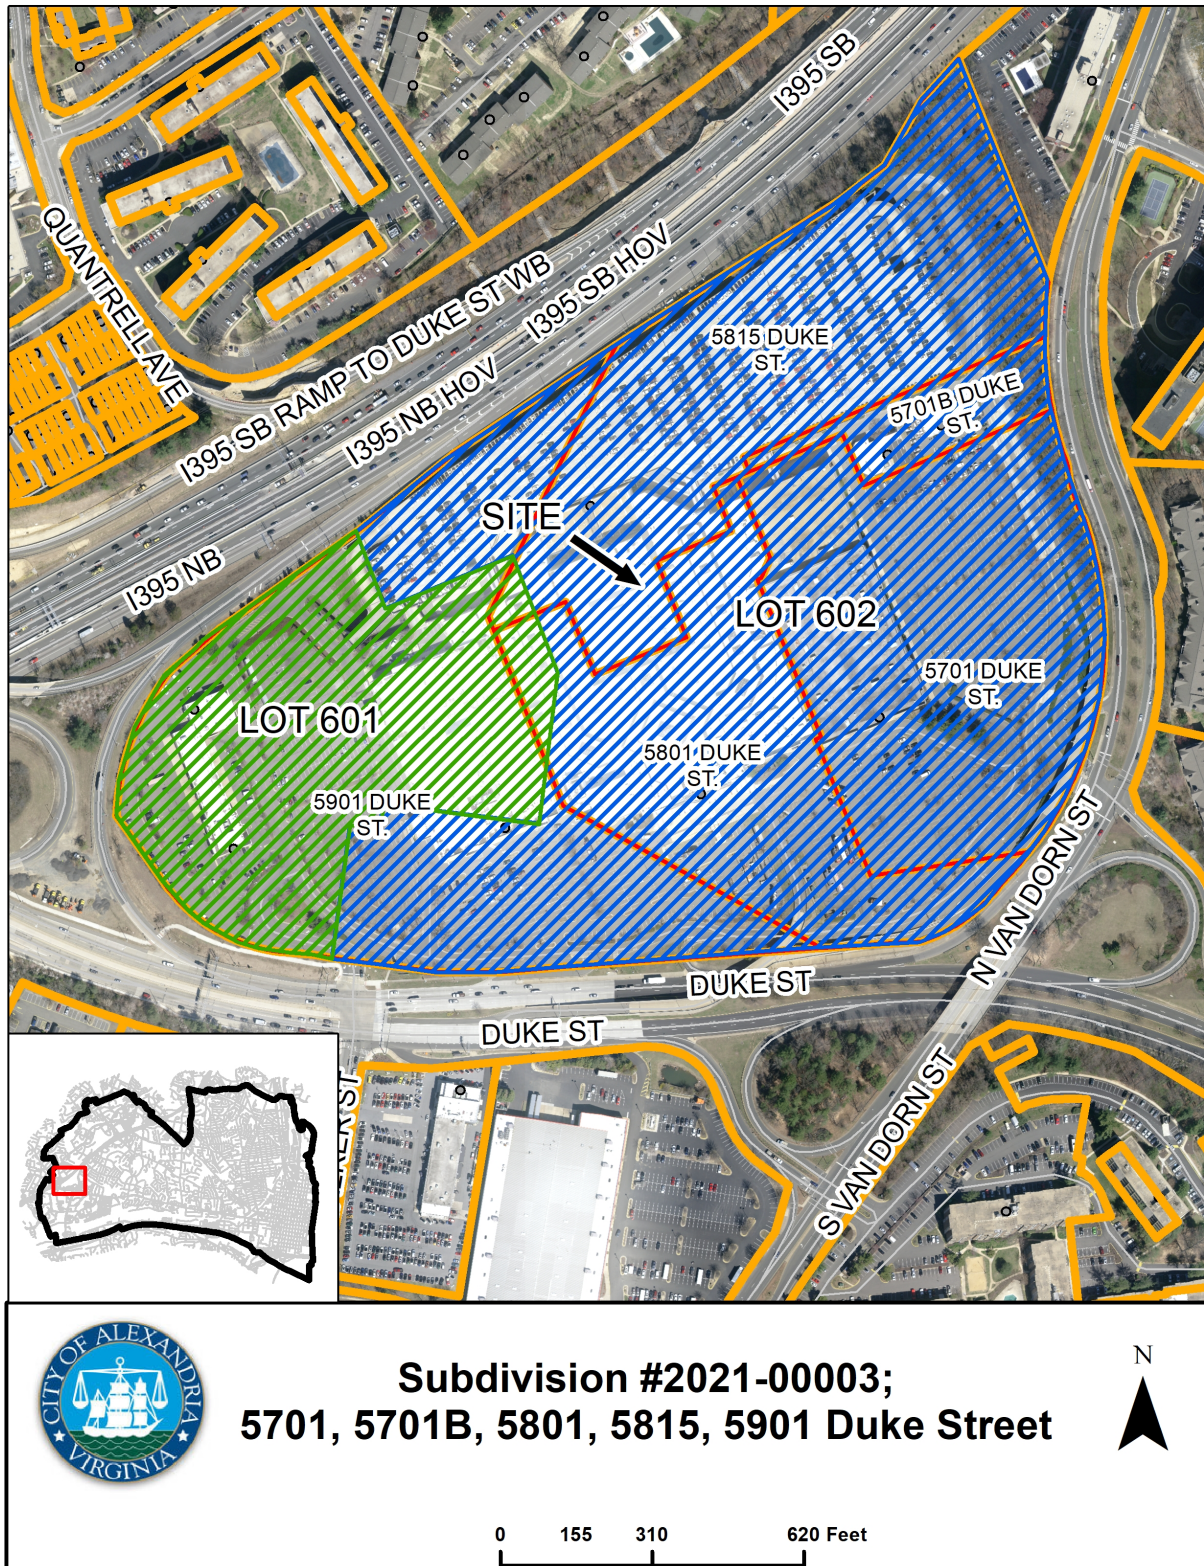 I395 SB
QUANTRELL AVE
I395 SB RAMP TO DUKE ST WB
I395 SB HOV
I395 NB HOV
I395 NB
5815 DUKE
ST.
5701B DUKE
ST.
SITE
LOT 602
5701 DUKE
ST.
LOT 601
5801 DUKE
ST.
5901 DUKE
ST.
N VAN DORN ST
DUKE ST
DUKE ST
S VAN DORN ST
CITY OF ALEXANDRIA
VIRGINIA
Subdivision #2021-00003;
5701, 5701B, 5801, 5815, 5901 Duke Street
N
0 155 310 620 Feet